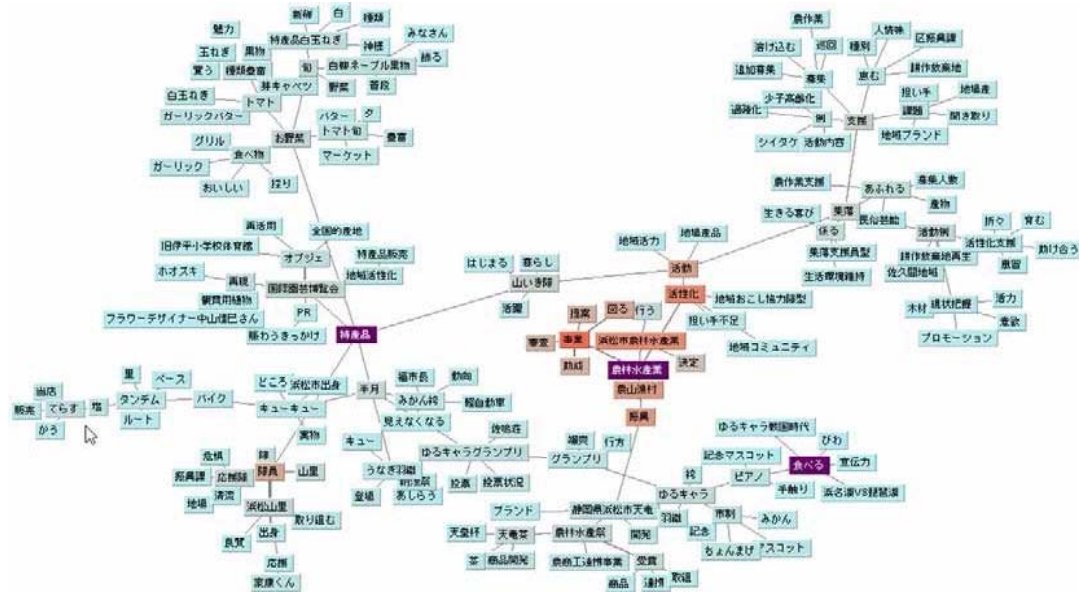 新鮮
白
種類
魅力
特産品白玉ねぎ
みなさん
玉ねぎ
果物
神様
旬
白柳ネーブル果物
飾る
種類豊富
野菜
普段
芽キャベツ
白玉ねぎ
トマト
ガーリックバター
バター
夕
お野菜
トマト旬
豊富
グリル
食べ物
マーケット
ガーリック
おいしい
採り
農作業
溶け込む
巡回
種別
人情味
区振興課
追加募集
募集
恵む
耕作放棄地
担い手
地場産
少子高齢化
過疎化
例
支援
課題
聞き取り
シイタケ
活動内容
地域ブランド
農作業支援
あふれる
募集人数
産物
生きる喜び
集落
民俗芸能
活動例
折々
育む
係る
耕作放棄地再生
活性化支援
助け合う
集落支援員型
佐久間地域
生活環境維持
木材
現状把握
活力
意欲
プロモーション
再活用
全国的産地
旧伊平小学校体育館
オブジェ
特産品販売
ホオズキ
再現
国際園芸博覧会
地域活性化
観賞用植物
PR
フラワーデザイナー中山佳巳さん
賑わうきっかけ
特産品
はじまる
暮らし
山いき隊
活躍
地域活力
地場産品
活動
活性化
地域おこし協力隊型
担い手不足
地域コミュニティ
提案
図る
行う
審査
事業
浜松市農林水産業
助成
農林水産業
決定
農山漁村
振興
里
ベース
どころ
浜松市出身
半月
福市長
動向
当店
タンデム
バイク
キューキュー
みかん袴
軽自動車
販売
てらす
塩
ルート
見えなくなる
かう
実物
キュー
うなぎ羽織
登場
あしらう
危機
隊
振興課
応援隊
隊員
山里
地場
清流
浜松山里
取り組む
良質
出身
応援
家康くん
佐鳴荘
ゆるキャラグランプリ
投票
投票状況
グランプリ
行方
ゆるキャラ戦国時代
びわ
記念マスコット
袴
ピアノ
食べる
宣伝力
手触り
浜名湖VS琵琶湖
ゆるキャラ
羽織
記念
市制
みかん
ちょんまげ
マスコット
ブランド
静岡県浜松市天竜
天皇杯
天竜茶
農林水産祭
開発
茶
商品開発
農商工連携事業
受賞
商品
連携
取組